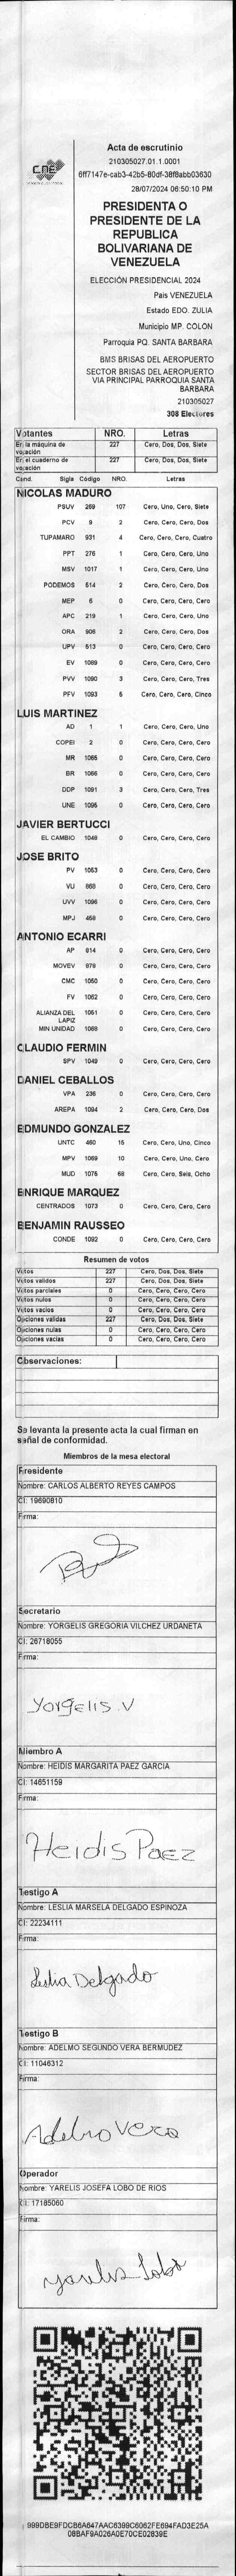 CNE
Acta de escrutinio
210305027.01.1.0001
6ff7147e-cab3-42b5-80df-38f8abb03630
28/07/2024 06:50:10 PM
PRESIDENTA O
PRESIDENTE DE LA
REPUBLICA
BOLIVARIANA DE
VENEZUELA
ELECCIÓN PRESIDENCIAL 2024
País VENEZUELA
Estado EDO. ZULIA
Municipio MP. COLON
Parroquia PQ. SANTA BARBARA
BMS BRISAS DEL AEROPUERTO
SECTOR BRISAS DEL AEROPUERTO
VIA PRINCIPAL PARROQUIA SANTA
BARBARA
210305027
308 Electores
Votantes NRO. Letras
En la máquina de votación 227 Cero, Dos, Dos, Siete
En el cuaderno de votación 227 Cero, Dos, Dos, Siete
Cand. Sigla Código NRO. Letras
NICOLAS MADURO
PSUV 269 107 Cero, Uno, Cero, Siete
PCV 9 2 Cero, Cero, Cero, Dos
TUPAMARO 931 4 Cero, Cero, Cero, Cuatro
PPT 276 1 Cero, Cero, Cero, Uno
MSV 1017 1 Cero, Cero, Cero, Uno
PODEMOS 514 2 Cero, Cero, Cero, Dos
MEP 6 0 Cero, Cero, Cero, Cero
APC 219 1 Cero, Cero, Cero, Uno
ORA 906 2 Cero, Cero, Cero, Dos
UPV 513 0 Cero, Cero, Cero, Cero
EV 1089 0 Cero, Cero, Cero, Cero
PVV 1090 3 Cero, Cero, Cero, Tres
PFV 1093 5 Cero, Cero, Cero, Cinco
LUIS MARTINEZ
AD 1 1 Cero, Cero, Cero, Uno
COPEI 2 0 Cero, Cero, Cero, Cero
MR 1065 0 Cero, Cero, Cero, Cero
BR 1066 0 Cero, Cero, Cero, Cero
DDP 1091 3 Cero, Cero, Cero, Tres
UNE 1095 0 Cero, Cero, Cero, Cero
JAVIER BERTUCCI
EL CAMBIO 1048 0 Cero, Cero, Cero, Cero
JOSE BRITO
PV 1053 0 Cero, Cero, Cero, Cero
VU 868 0 Cero, Cero, Cero, Cero
UVV 1096 0 Cero, Cero, Cero, Cero
MPJ 458 0 Cero, Cero, Cero, Cero
ANTONIO ECARRI
AP 814 0 Cero, Cero, Cero, Cero
MOVEV 979 0 Cero, Cero, Cero, Cero
CMC 1050 0 Cero, Cero, Cero, Cero
FV 1052 0 Cero, Cero, Cero, Cero
ALIANZA DEL LAPIZ 1051 0 Cero, Cero, Cero, Cero
MIN UNIDAD 1068 0 Cero, Cero, Cero, Cero
CLAUDIO FERMIN
SPV 1049 0 Cero, Cero, Cero, Cero
DANIEL CEBALLOS
VPA 236 0 Cero, Cero, Cero, Cero
AREPA 1094 2 Cero, Cero, Cero, Dos
EDMUNDO GONZALEZ
UNTC 460 15 Cero, Cero, Uno, Cinco
MPV 1069 10 Cero, Cero, Uno, Cero
MUD 1075 68 Cero, Cero, Seis, Ocho
ENRIQUE MARQUEZ
CENTRADOS 1073 0 Cero, Cero, Cero, Cero
BENJAMIN RAUSSEO
CONDE 1092 0 Cero, Cero, Cero, Cero
Resumen de votos
Votos 227 Cero, Dos, Dos, Siete
Votos validos 227 Cero, Dos, Dos, Siete
Votos parciales 0 Cero, Cero, Cero, Cero
Votos nulos 0 Cero, Cero, Cero, Cero
Votos vacios 0 Cero, Cero, Cero, Cero
Opciones validas 227 Cero, Dos, Dos, Siete
Opciones nulas 0 Cero, Cero, Cero, Cero
Opciones vacias 0 Cero, Cero, Cero, Cero
Observaciones:
Se levanta la presente acta la cual firman en
señal de conformidad.
Miembros de la mesa electoral
Presidente
Nombre: CARLOS ALBERTO REYES CAMPOS
CI: 19690810
Firma:
Secretario
Nombre: YORGELIS GREGORIA VILCHEZ URDANETA
CI: 26718055
Firma:
Yorgelis V
Miembro A
Nombre: HEIDIS MARGARITA PAEZ GARCIA
CI: 14651159
Firma:
Heidis Paez
Testigo A
Nombre: LESLIA MARSELA DELGADO ESPINOZA
CI: 22234111
Firma:
Leslia Delgado
Testigo B
Nombre: ADELMO SEGUNDO VERA BERMUDEZ
CI: 11046312
Firma:
Adelmo Vera
Operador
Nombre: YARELIS JOSEFA LOBO DE RIOS
CI: 17185060
Firma:
Yarelis Lobo
999DBE9FDCB6A647AAC6399C6062FE694FAD3E25A
08BAF9A026A0E70CE02839E